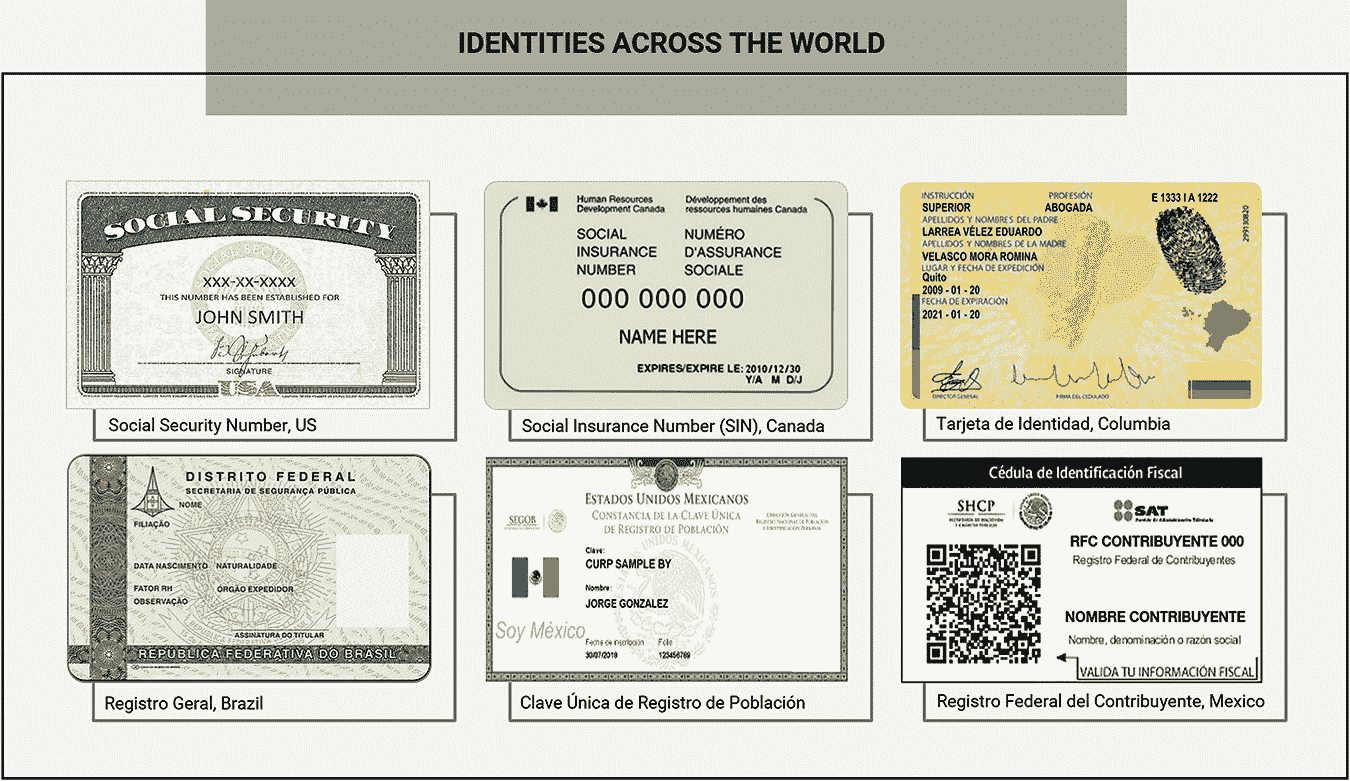 IDENTITIES ACROSS THE WORLD
SOCIAL SECURITY
XXX-XX-XXXX
THIS NUMBER HAS BEEN ESTABLISHED FOR
JOHN SMITH
SIGNATURE
USA
Social Security Number, US
Human Resources
Development Canada
Développement des
ressources humaines Canada
SOCIAL
INSURANCE
NUMBER
NUMÉRO
D'ASSURANCE
SOCIALE
000 000 000
NAME HERE
EXPIRES/EXPIRE LE: 2010/12/30
Y/A M D/J
Social Insurance Number (SIN), Canada
INSTRUCCIÓN
SUPERIOR
PROFESIÓN
ABOGADA
E 1333 I A 1222
APELLIDOS Y NOMBRES DEL PADRE
LARREA VÉLEZ EDUARDO
APELLIDOS Y NOMBRES DE LA MADRE
VELASCO MORA ROMINA
LUGAR Y FECHA DE EXPEDICIÓN
Quito
2009 - 01 - 20
FECHA DE EXPIRACIÓN
2021 - 01 - 20
DIRECTOR GENERAL
FIRMA DEL CEDULADO
Tarjeta de Identidad, Columbia
DISTRITO FEDERAL
SECRETARIA DE SEGURANÇA PÚBLICA
NOME
FILIAÇÃO
DATA NASCIMENTO NATURALIDADE
FATOR RH ORGÃO EXPEDIDOR
OBSERVAÇÃO
ASSINATURA DO TITULAR
REPÚBLICA FEDERATIVA DO BRASIL
Registro Geral, Brazil
ESTADOS UNIDOS MEXICANOS
CONSTANCIA DE LA CLAVE ÚNICA
DE REGISTRO DE POBLACIÓN
SEGOB
DIRECCIÓN GENERAL DEL
REGISTRO NACIONAL DE POBLACIÓN
E IDENTIFICACIÓN PERSONAL
Clave:
CURP SAMPLE BY
Nombre:
JORGE GONZALEZ
Soy México
Fecha de inscripción Folio
30/07/2019 123456789
Clave Única de Registro de Población
Cédula de Identificación Fiscal
SHCP
SECRETARÍA DE HACIENDA
Y CRÉDITO PÚBLICO
SAT
Servicio de Administración Tributaria
RFC CONTRIBUYENTE 000
Registro Federal de Contribuyentes
NOMBRE CONTRIBUYENTE
Nombre, denominación o razón social
VALIDA TU INFORMACIÓN FISCAL
Registro Federal del Contribuyente, Mexico